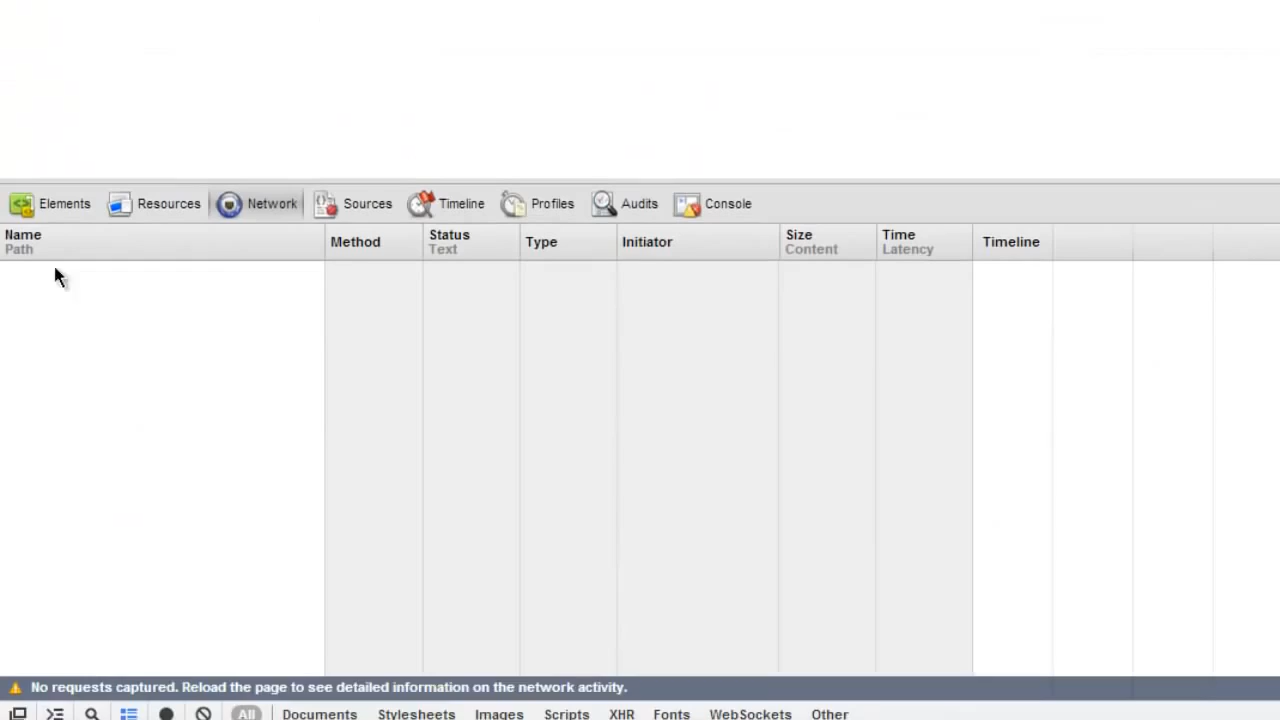 Elements Resources Network Sources Timeline Profiles Audits Console
Name Method Status Type Initiator Size Time Timeline
Path Text Content Latency
No requests captured. Reload the page to see detailed information on the network activity.
All Documents Stylesheets Images Scripts XHR Fonts WebSockets Other